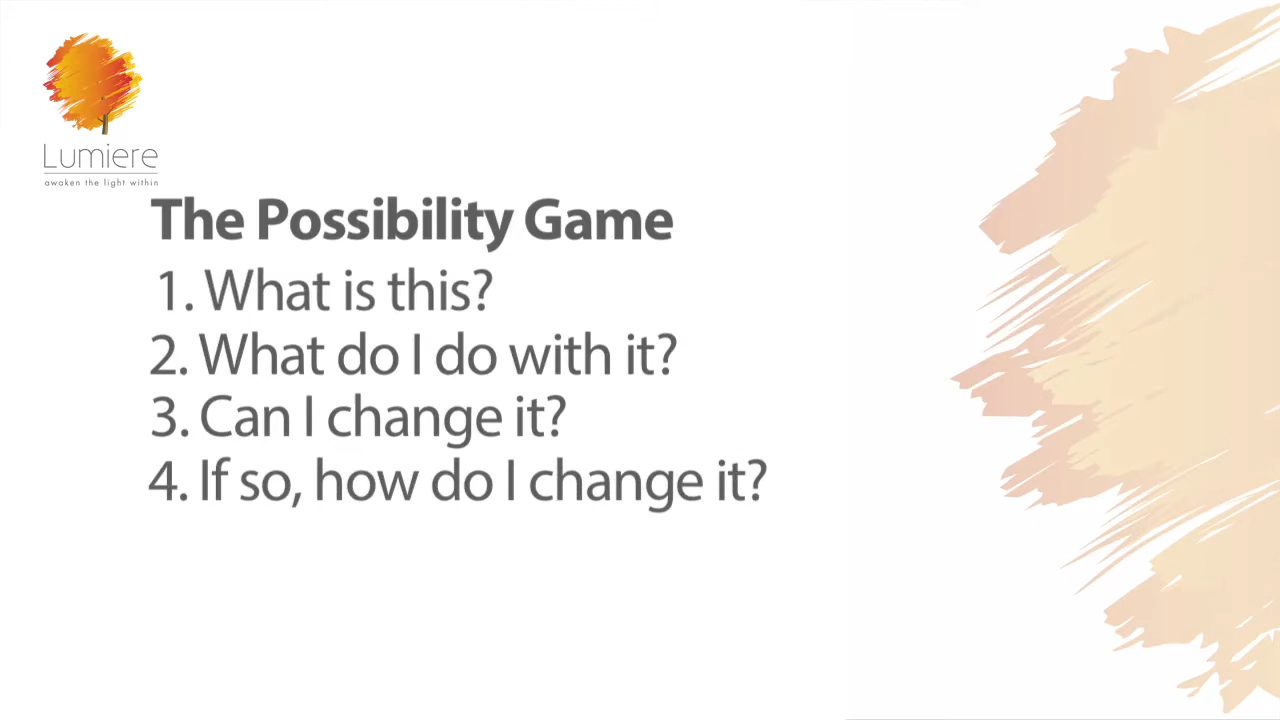 Lumiere
awaken the light within
The Possibility Game
1. What is this?
2. What do I do with it?
3. Can I change it?
4. If so, how do I change it?